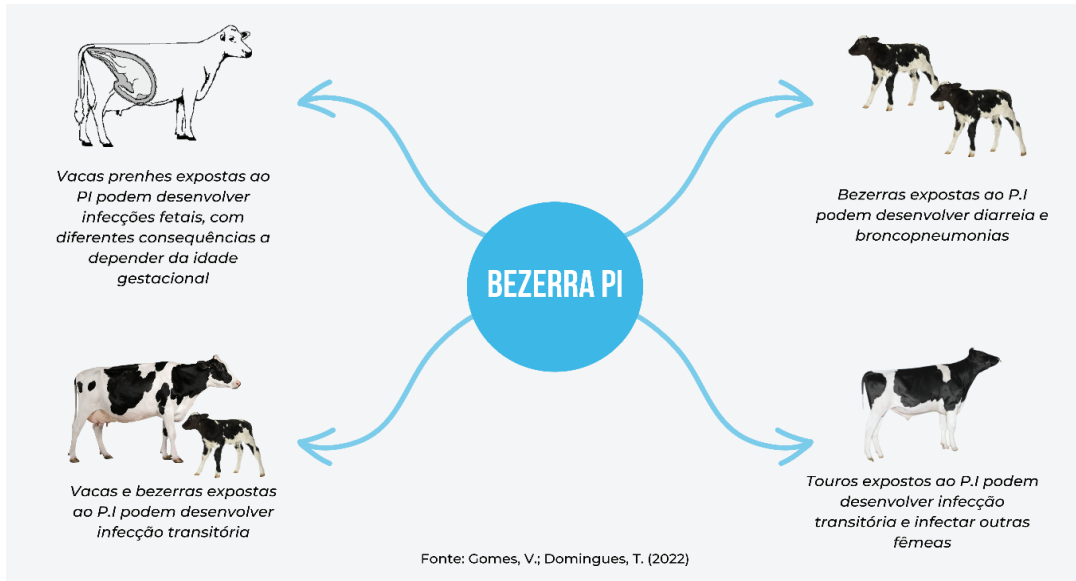 Vacas prenhes expostas ao
PI podem desenvolver
infecções fetais, com
diferentes consequências a
depender da idade
gestacional
Bezerras expostas ao P.I
podem desenvolver diarreia e
broncopneumonias
BEZERRA PI
Vacas e bezerras expostas
ao P.I podem desenvolver
infecção transitória
Touros expostos ao P.I podem
desenvolver infecção
transitória e infectar outras
fêmeas
Fonte: Gomes, V.; Domingues, T. (2022)